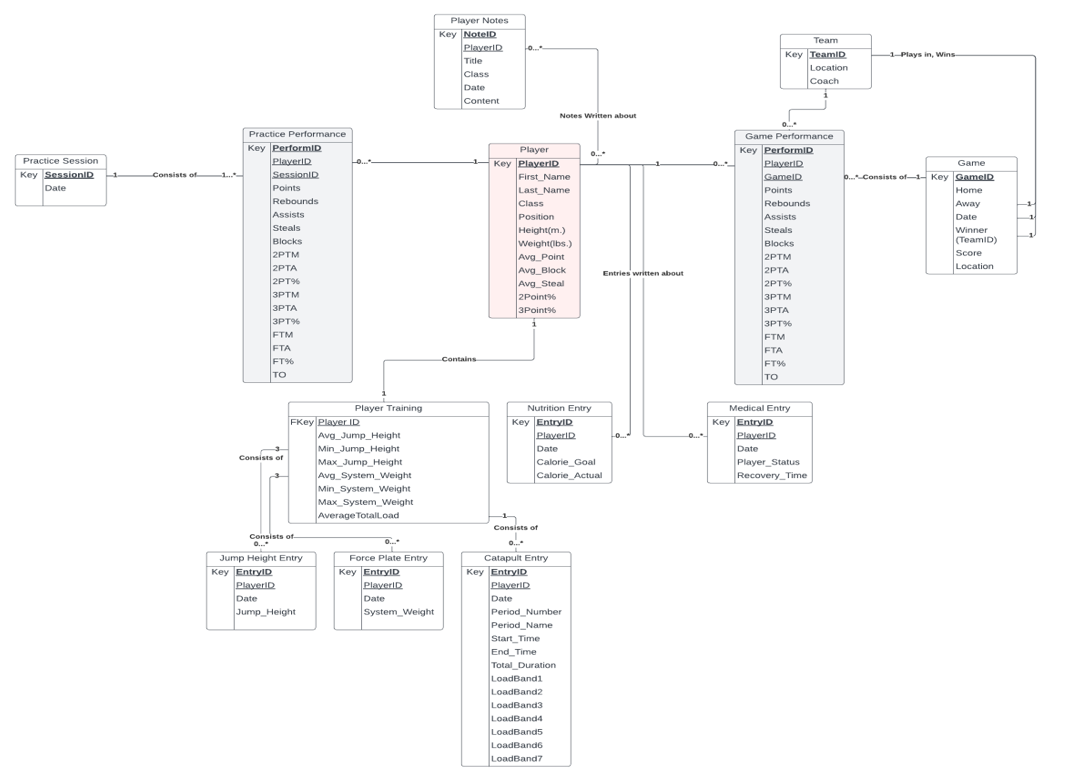 Player Notes
Key NoteID
PlayerID
Title
Class
Date
Content
0...*
Notes Written about
0...*
Team
Key TeamID
Location
Coach
1
1 Plays in, Wins
0...*
Practice Session
Key SessionID
Date
1 Consists of 1...*
Practice Performance
Key PerformID
PlayerID
SessionID
Points
Rebounds
Assists
Steals
Blocks
2PTM
2PTA
2PT%
3PTM
3PTA
3PT%
FTM
FTA
FT%
TO
0...* 1
Player
Key PlayerID
First_Name
Last_Name
Class
Position
Height(m.)
Weight(lbs.)
Avg_Point
Avg_Block
Avg_Steal
2Point%
3Point%
1
1 0...*
Entries written about
Game Performance
Key PerformID
PlayerID
GameID
Points
Rebounds
Assists
Steals
Blocks
2PTM
2PTA
2PT%
3PTM
3PTA
3PT%
FTM
FTA
FT%
TO
0...* Consists of 1
Game
Key GameID
Home
Away
Date
Winner
(TeamID)
Score
Location
1
1
1
Contains
1
Player Training
FKey Player ID
Avg_Jump_Height
Min_Jump_Height
Max_Jump_Height
Avg_System_Weight
Min_System_Weight
Max_System_Weight
AverageTotalLoad
3
Consists of
3
1
Consists of
0...*
Nutrition Entry
Key EntryID
PlayerID
Date
Calorie_Goal
Calorie_Actual
0...*
Medical Entry
Key EntryID
PlayerID
Date
Player_Status
Recovery_Time
0...*
Consists of
0...*
0...*
Jump Height Entry
Key EntryID
PlayerID
Date
Jump_Height
Force Plate Entry
Key EntryID
PlayerID
Date
System_Weight
Catapult Entry
Key EntryID
PlayerID
Date
Period_Number
Period_Name
Start_Time
End_Time
Total_Duration
LoadBand1
LoadBand2
LoadBand3
LoadBand4
LoadBand5
LoadBand6
LoadBand7